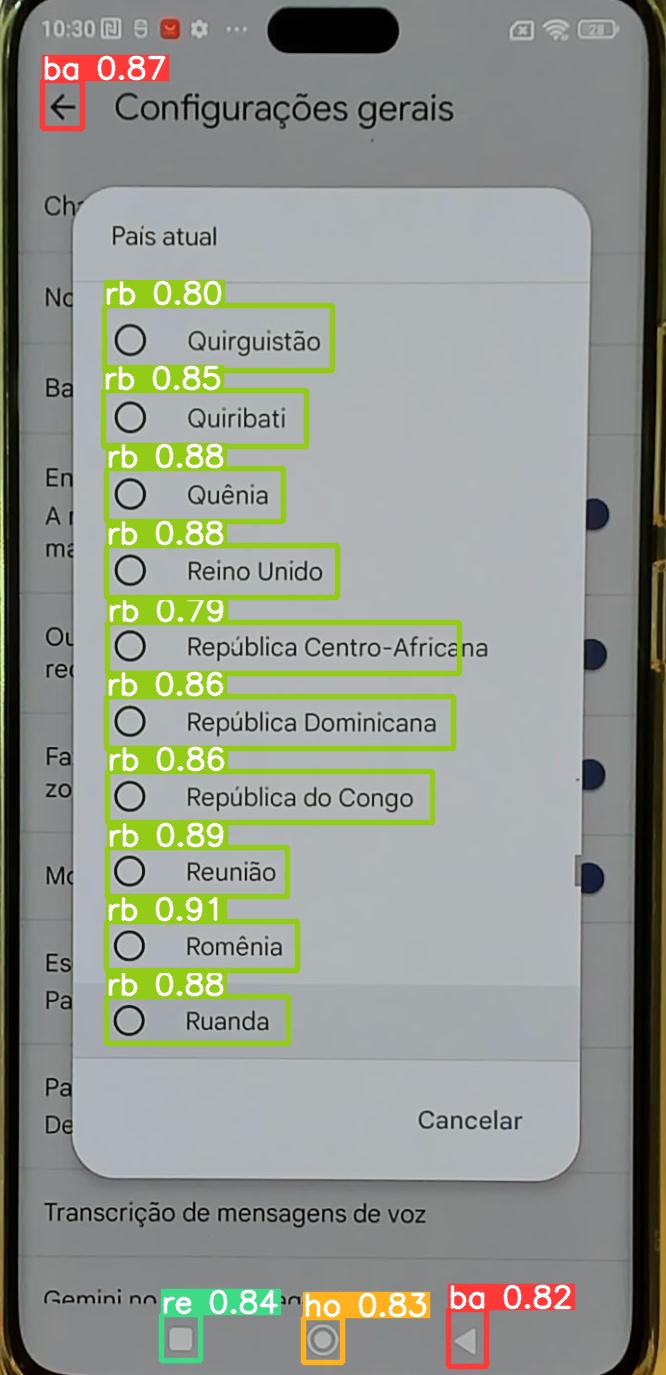 10:30
28
ba 0.87
Configurações gerais
Ch
País atual
No
rb 0.80
Quirguistão
rb 0.85
Ba
Quiribati
rb 0.88
En
Quênia
A
rb 0.88
ma
Reino Unido
rb 0.79
Ou
República Centro-Africana
rec
rb 0.86
República Dominicana
Fa
rb 0.86
zo
República do Congo
rb 0.89
Mo
Reunião
rb 0.91
Romênia
Es
rb 0.88
Pa
Ruanda
Pa
De
Cancelar
Transcrição de mensagens de voz
Gemini no
re 0.84
ho 0.83
ba 0.82